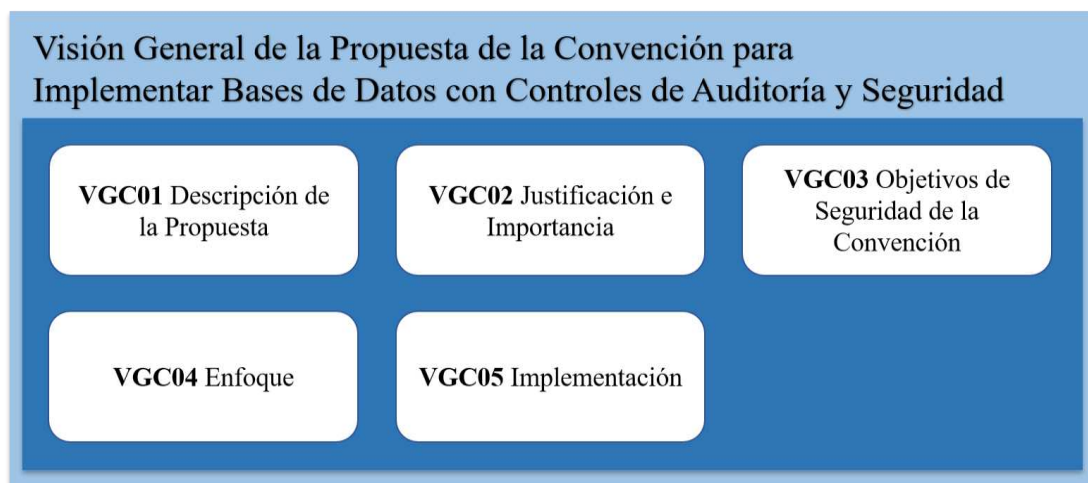 Visión General de la Propuesta de la Convención para
Implementar Bases de Datos con Controles de Auditoría y Seguridad
VGC01 Descripción de
la Propuesta
VGC02 Justificación e
Importancia
VGC03 Objetivos de
Seguridad de la
Convención
VGC04 Enfoque
VGC05 Implementación